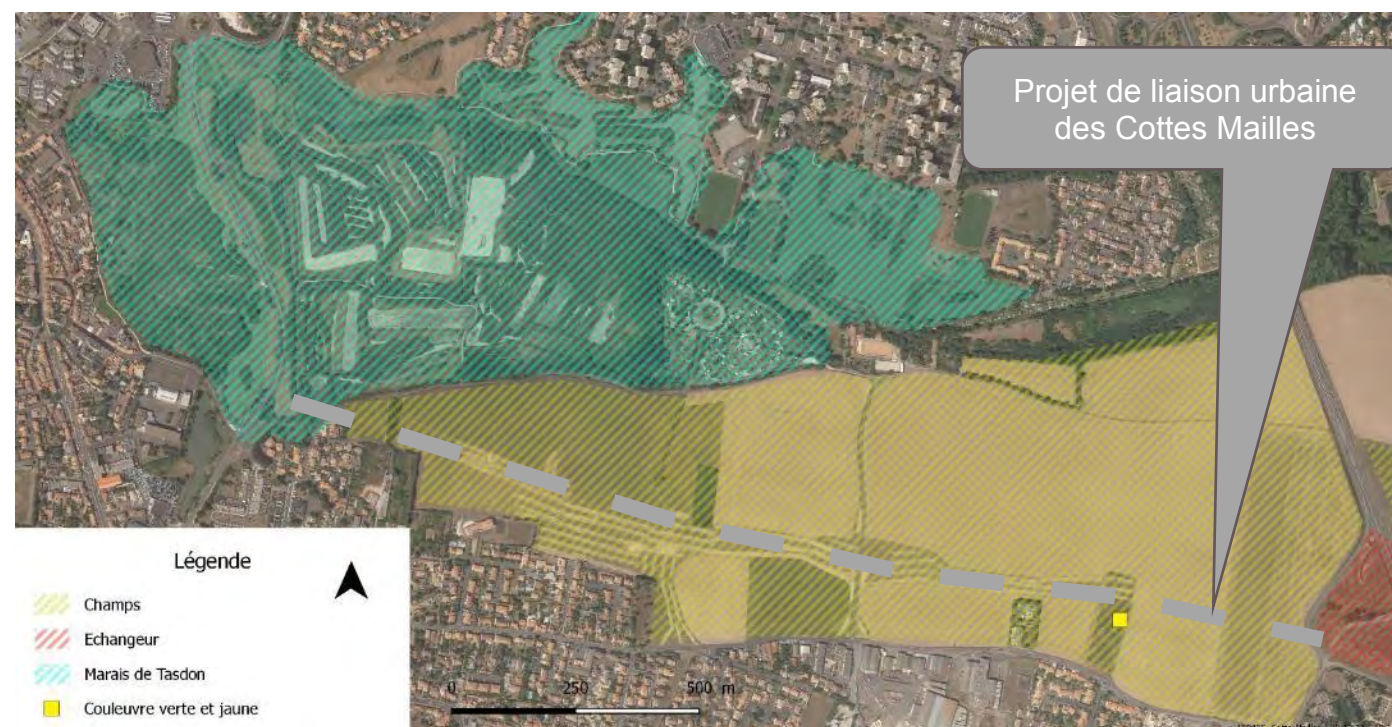 Projet de liaison urbaine
des Cottes Mailles
Légende
Champs
Echangeur
Marais de Tasdon
Couleuvre verte et jaune
0 250 500 m